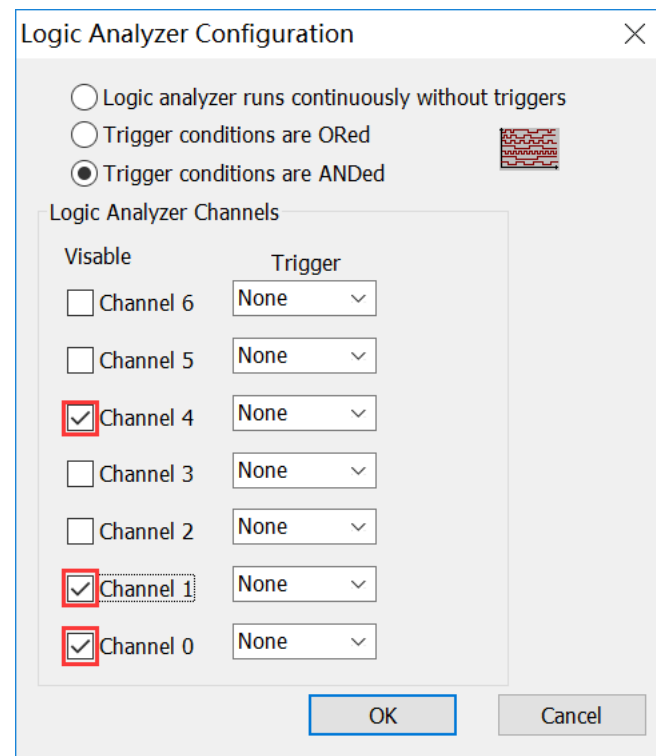 Logic Analyzer Configuration
Logic analyzer runs continuously without triggers
Trigger conditions are ORed
Trigger conditions are ANDed
Logic Analyzer Channels
Visable Trigger
Channel 6 None
Channel 5 None
Channel 4 None
Channel 3 None
Channel 2 None
Channel 1 None
Channel 0 None
OK Cancel